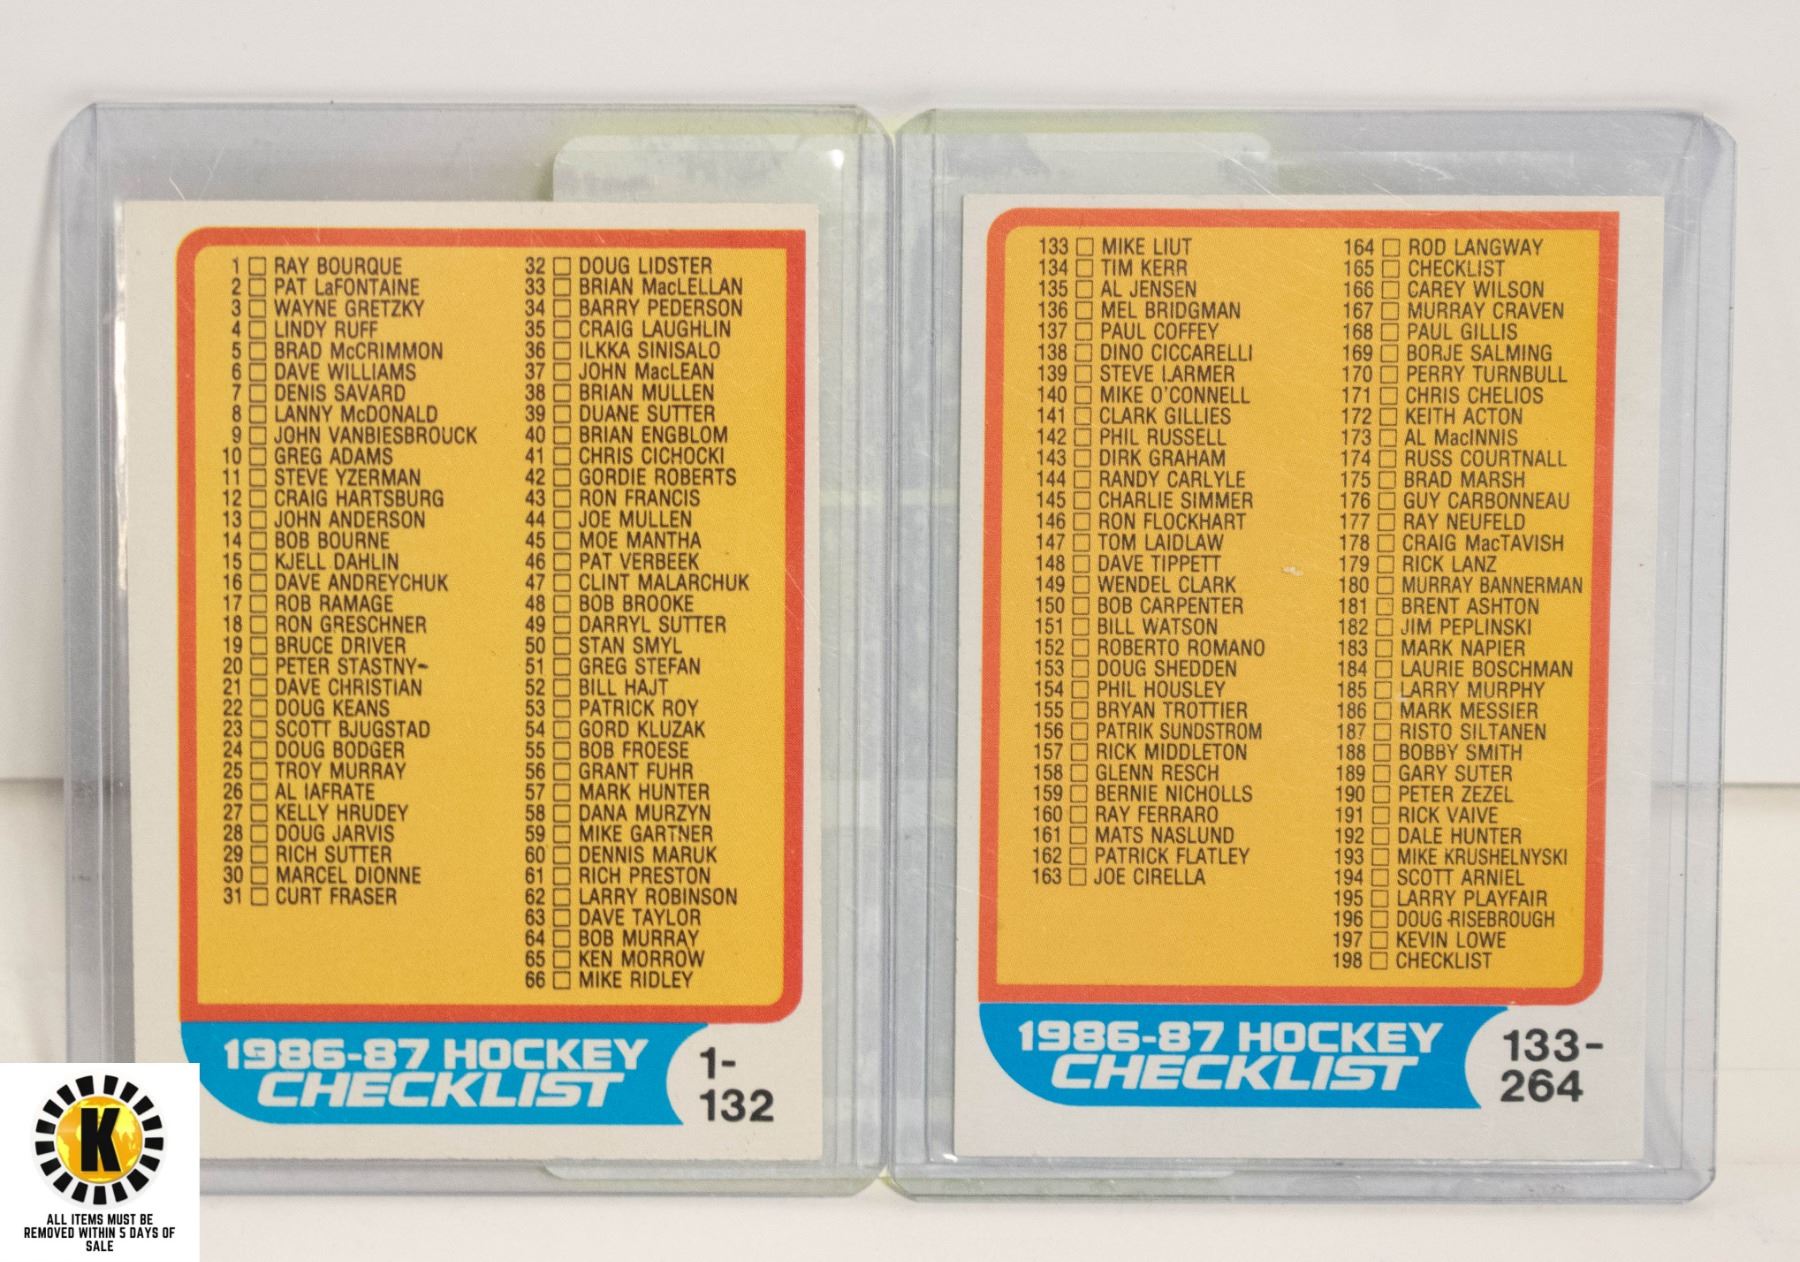 1 RAY BOURQUE
2 PAT LaFONTAINE
3 WAYNE GRETZKY
4 LINDY RUFF
5 BRAD McCRIMMON
6 DAVE WILLIAMS
7 DENIS SAVARD
8 LANNY McDONALD
9 JOHN VANBIESBROUCK
10 GREG ADAMS
11 STEVE YZERMAN
12 CRAIG HARTSBURG
13 JOHN ANDERSON
14 BOB BOURNE
15 KJELL DAHLIN
16 DAVE ANDREYCHUK
17 ROB RAMAGE
18 RON GRESCHNER
19 BRUCE DRIVER
20 PETER STASTNY
21 DAVE CHRISTIAN
22 DOUG KEANS
23 SCOTT BJUGSTAD
24 DOUG BODGER
25 TROY MURRAY
26 AL IAFRATE
27 KELLY HRUDEY
28 DOUG JARVIS
29 RICH SUTTER
30 MARCEL DIONNE
31 CURT FRASER
32 DOUG LIDSTER
33 BRIAN MacLELLAN
34 BARRY PEDERSON
35 CRAIG LAUGHLIN
36 ILKKA SINISALO
37 JOHN MacLEAN
38 BRIAN MULLEN
39 DUANE SUTTER
40 BRIAN ENGBLOM
41 CHRIS CICHOCKI
42 GORDIE ROBERTS
43 RON FRANCIS
44 JOE MULLEN
45 MOE MANTHA
46 PAT VERBEEK
47 CLINT MALARCHUK
48 BOB BROOKE
49 DARRYL SUTTER
50 STAN SMYL
51 GREG STEFAN
52 BILL HAJT
53 PATRICK ROY
54 GORD KLUZAK
55 BOB FROESE
56 GRANT FUHR
57 MARK HUNTER
58 DANA MURZYN
59 MIKE GARTNER
60 DENNIS MARUK
61 RICH PRESTON
62 LARRY ROBINSON
63 DAVE TAYLOR
64 BOB MURRAY
65 KEN MORROW
66 MIKE RIDLEY
1986-87 HOCKEY
CHECKLIST
1-
132
133 MIKE LIUT
134 TIM KERR
135 AL JENSEN
136 MEL BRIDGMAN
137 PAUL COFFEY
138 DINO CICCARELLI
139 STEVE LARMER
140 MIKE O'CONNELL
141 CLARK GILLIES
142 PHIL RUSSELL
143 DIRK GRAHAM
144 RANDY CARLYLE
145 CHARLIE SIMMER
146 RON FLOCKHART
147 TOM LAIDLAW
148 DAVE TIPPETT
149 WENDEL CLARK
150 BOB CARPENTER
151 BILL WATSON
152 ROBERTO ROMANO
153 DOUG SHEDDEN
154 PHIL HOUSLEY
155 BRYAN TROTTIER
156 PATRIK SUNDSTROM
157 RICK MIDDLETON
158 GLENN RESCH
159 BERNIE NICHOLLS
160 RAY FERRARO
161 MATS NASLUND
162 PATRICK FLATLEY
163 JOE CIRELLA
164 ROD LANGWAY
165 CHECKLIST
166 CAREY WILSON
167 MURRAY CRAVEN
168 PAUL GILLIS
169 BORJE SALMING
170 PERRY TURNBULL
171 CHRIS CHELIOS
172 KEITH ACTON
173 AL MacINNIS
174 RUSS COURTNALL
175 BRAD MARSH
176 GUY CARBONNEAU
177 RAY NEUFELD
178 CRAIG MacTAVISH
179 RICK LANZ
180 MURRAY BANNERMAN
181 BRENT ASHTON
182 JIM PEPLINSKI
183 MARK NAPIER
184 LAURIE BOSCHMAN
185 LARRY MURPHY
186 MARK MESSIER
187 RISTO SILTANEN
188 BOBBY SMITH
189 GARY SUTER
190 PETER ZEZEL
191 RICK VAIVE
192 DALE HUNTER
193 MIKE KRUSHELNYSKI
194 SCOTT ARNIEL
195 LARRY PLAYFAIR
196 DOUG RISEBROUGH
197 KEVIN LOWE
198 CHECKLIST
1986-87 HOCKEY
CHECKLIST
133-
264
K
ALL ITEMS MUST BE
REMOVED WITHIN 5 DAYS OF
SALE